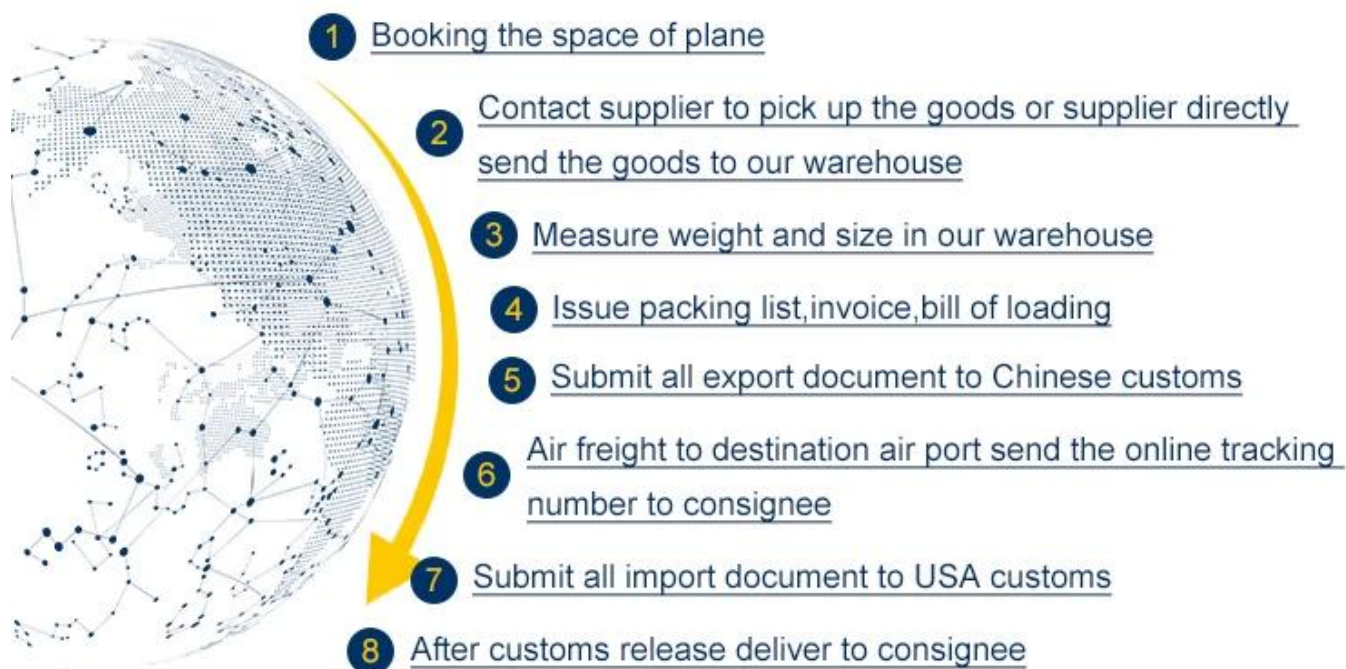 1 Booking the space of plane
2 Contact supplier to pick up the goods or supplier directly
send the goods to our warehouse
3 Measure weight and size in our warehouse
4 Issue packing list,invoice,bill of loading
5 Submit all export document to Chinese customs
6 Air freight to destination air port send the online tracking
number to consignee
7 Submit all import document to USA customs
8 After customs release deliver to consignee